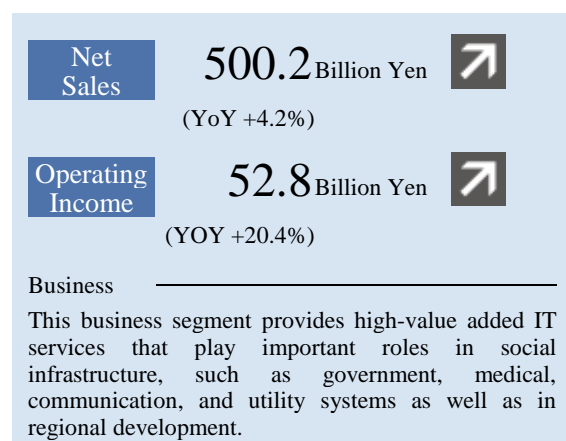 Net
Sales
500.2 Billion Yen
(YoY +4.2%)
Operating
Income
52.8 Billion Yen
(YOY +20.4%)
Business
This business segment provides high-value added IT
services that play important roles in social
infrastructure, such as government, medical,
communication, and utility systems as well as in
regional development.